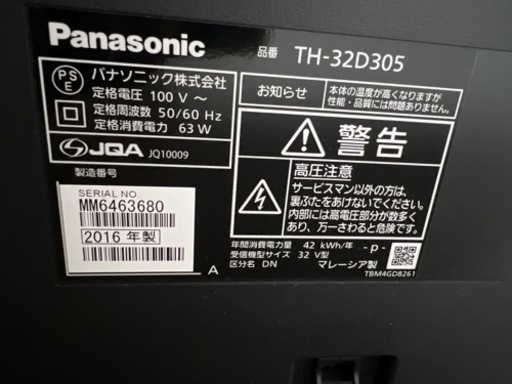 Panasonic
品番 TH-32D305
PS
E
パナソニック株式会社
定格電圧 100 V ～
定格周波数 50/60 Hz
定格消費電力 63 W
JQA JQ10009
製造番号
SERIAL NO.
MM6463680
2016 年製
A
お知らせ
本体の温度が高くなりますが
性能・品質には問題ありません。
警告
高圧注意
サービスマン以外の方は、
裏ぶたをあけないでください。
内部には高電圧部分が数多く
あり、万一さわると危険です。
年間消費電力量 42 kWh/年
受信機型サイズ 32 V型
区分名 DN
-P-
マレーシア製
TBM4GD8261